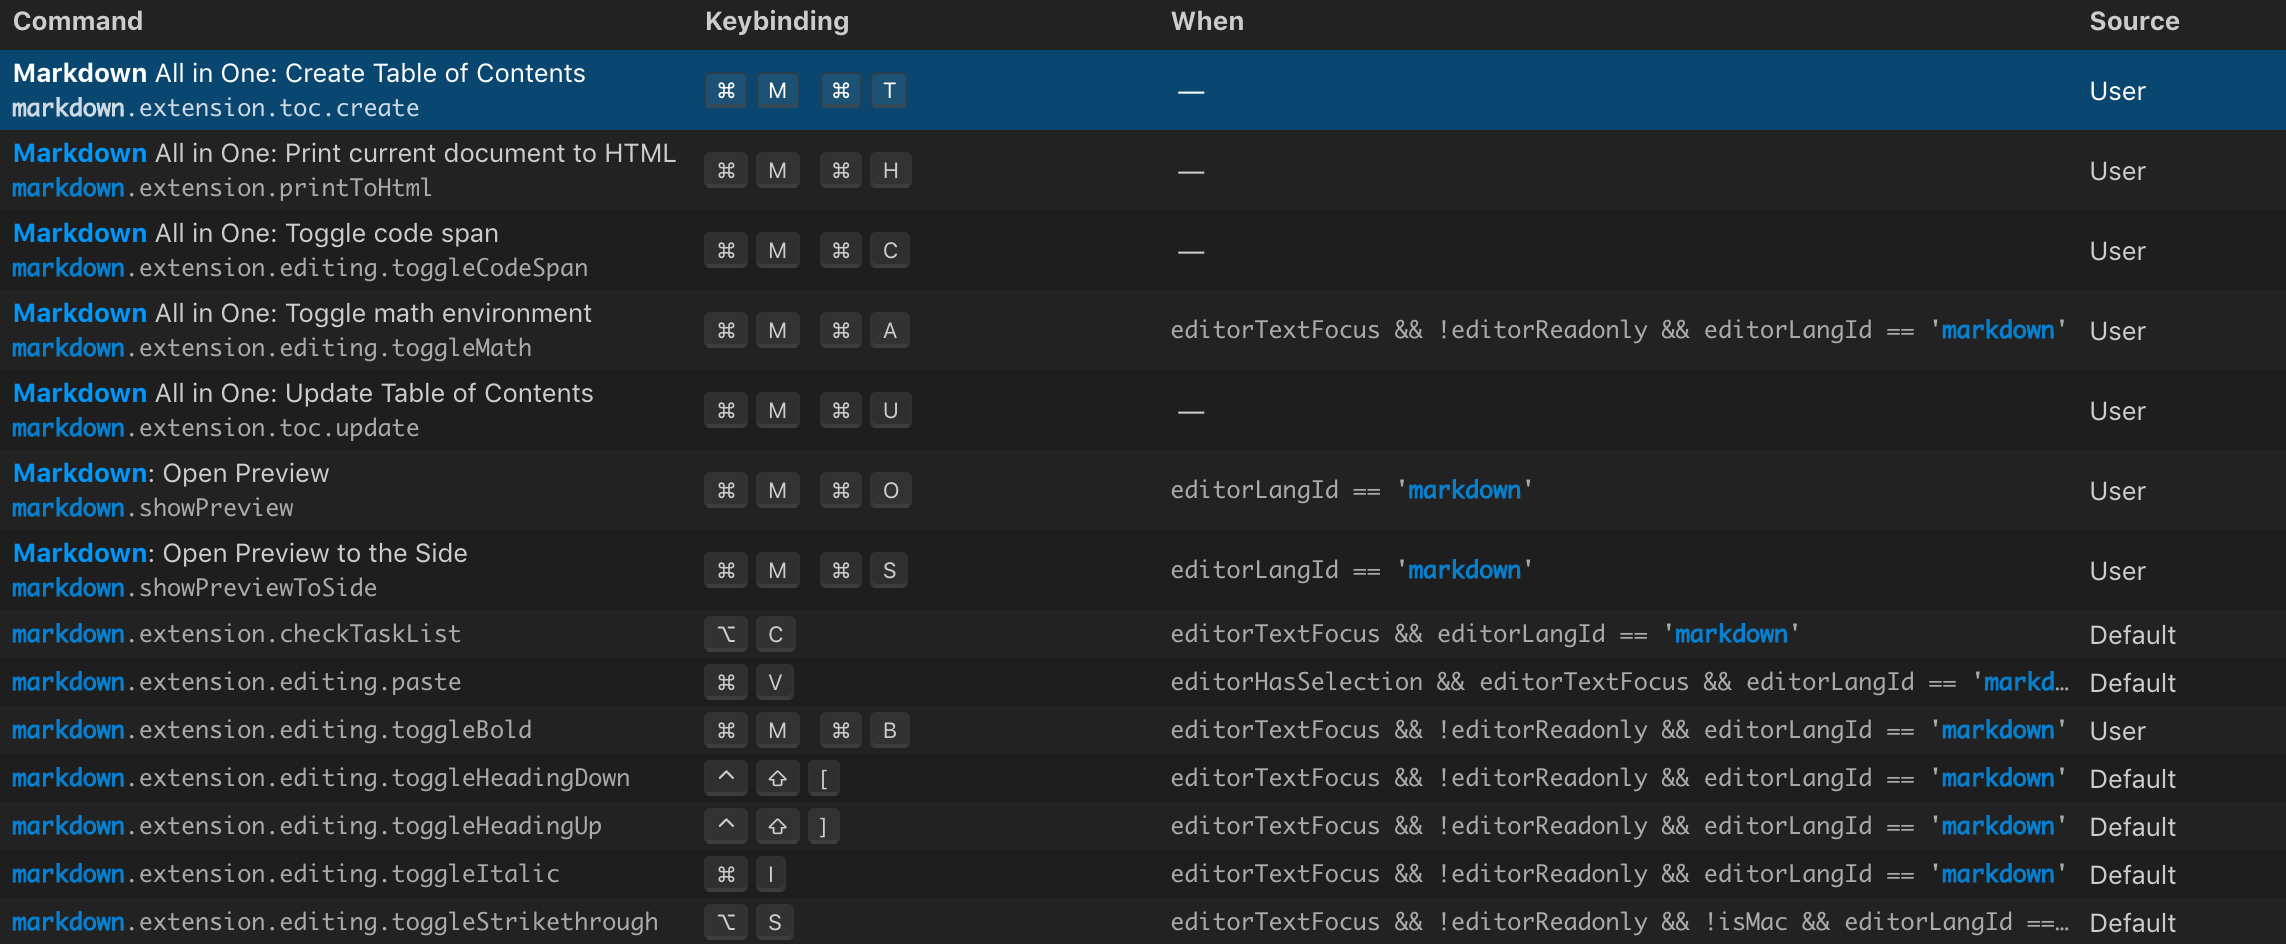 Command Keybinding When Source
Markdown All in One: Create Table of Contents
markdown.extension.toc.create
⌘ M ⌘ T — User
Markdown All in One: Print current document to HTML
markdown.extension.printToHtml
⌘ M ⌘ H — User
Markdown All in One: Toggle code span
markdown.extension.editing.toggleCodeSpan
⌘ M ⌘ C — User
Markdown All in One: Toggle math environment
markdown.extension.editing.toggleMath
⌘ M ⌘ A editorTextFocus && !editorReadonly && editorLangId == 'markdown' User
Markdown All in One: Update Table of Contents
markdown.extension.toc.update
⌘ M ⌘ U — User
Markdown: Open Preview
markdown.showPreview
⌘ M ⌘ O editorLangId == 'markdown' User
Markdown: Open Preview to the Side
markdown.showPreviewToSide
⌘ M ⌘ S editorLangId == 'markdown' User
markdown.extension.checkTaskList ⌥ C editorTextFocus && editorLangId == 'markdown' Default
markdown.extension.editing.paste ⌘ V editorHasSelection && editorTextFocus && editorLangId == 'markd… Default
markdown.extension.editing.toggleBold ⌘ M ⌘ B editorTextFocus && !editorReadonly && editorLangId == 'markdown' User
markdown.extension.editing.toggleHeadingDown ⌃ ⇧ [ editorTextFocus && !editorReadonly && editorLangId == 'markdown' Default
markdown.extension.editing.toggleHeadingUp ⌃ ⇧ ] editorTextFocus && !editorReadonly && editorLangId == 'markdown' Default
markdown.extension.editing.toggleItalic ⌘ I editorTextFocus && !editorReadonly && editorLangId == 'markdown' Default
markdown.extension.editing.toggleStrikethrough ⌥ S editorTextFocus && !editorReadonly && !isMac && editorLangId ==… Default